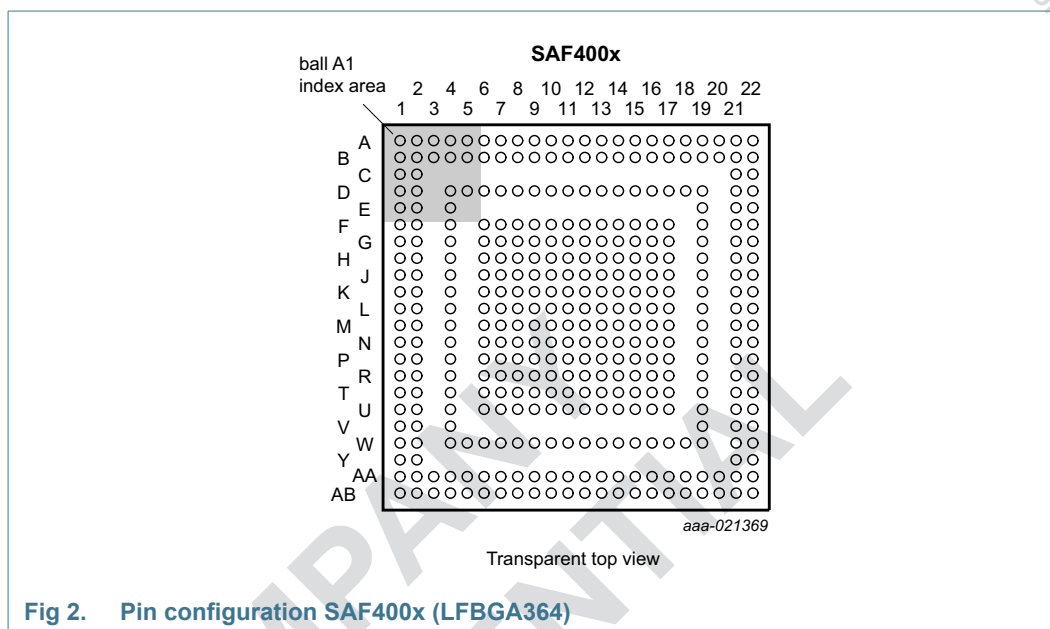 SAF400x
ball A1
index area
2 4 6 8 10 12 14 16 18 20 22
1 3 5 7 9 11 13 15 17 19 21
A
B
C
D
E
F
G
H
J
K
L
M
N
P
R
T
U
V
W
Y
AA
AB
aaa-021369
Transparent top view
MPANY
ENTIAL
Fig 2. Pin configuration SAF400x (LFBGA364)